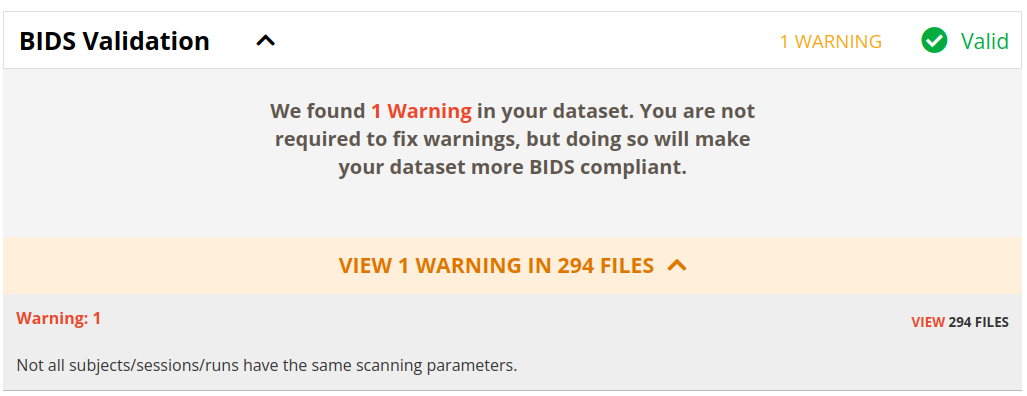 BIDS Validation 1 WARNING Valid
We found 1 Warning in your dataset. You are not
required to fix warnings, but doing so will make
your dataset more BIDS compliant.
VIEW 1 WARNING IN 294 FILES
Warning: 1 VIEW 294 FILES
Not all subjects/sessions/runs have the same scanning parameters.